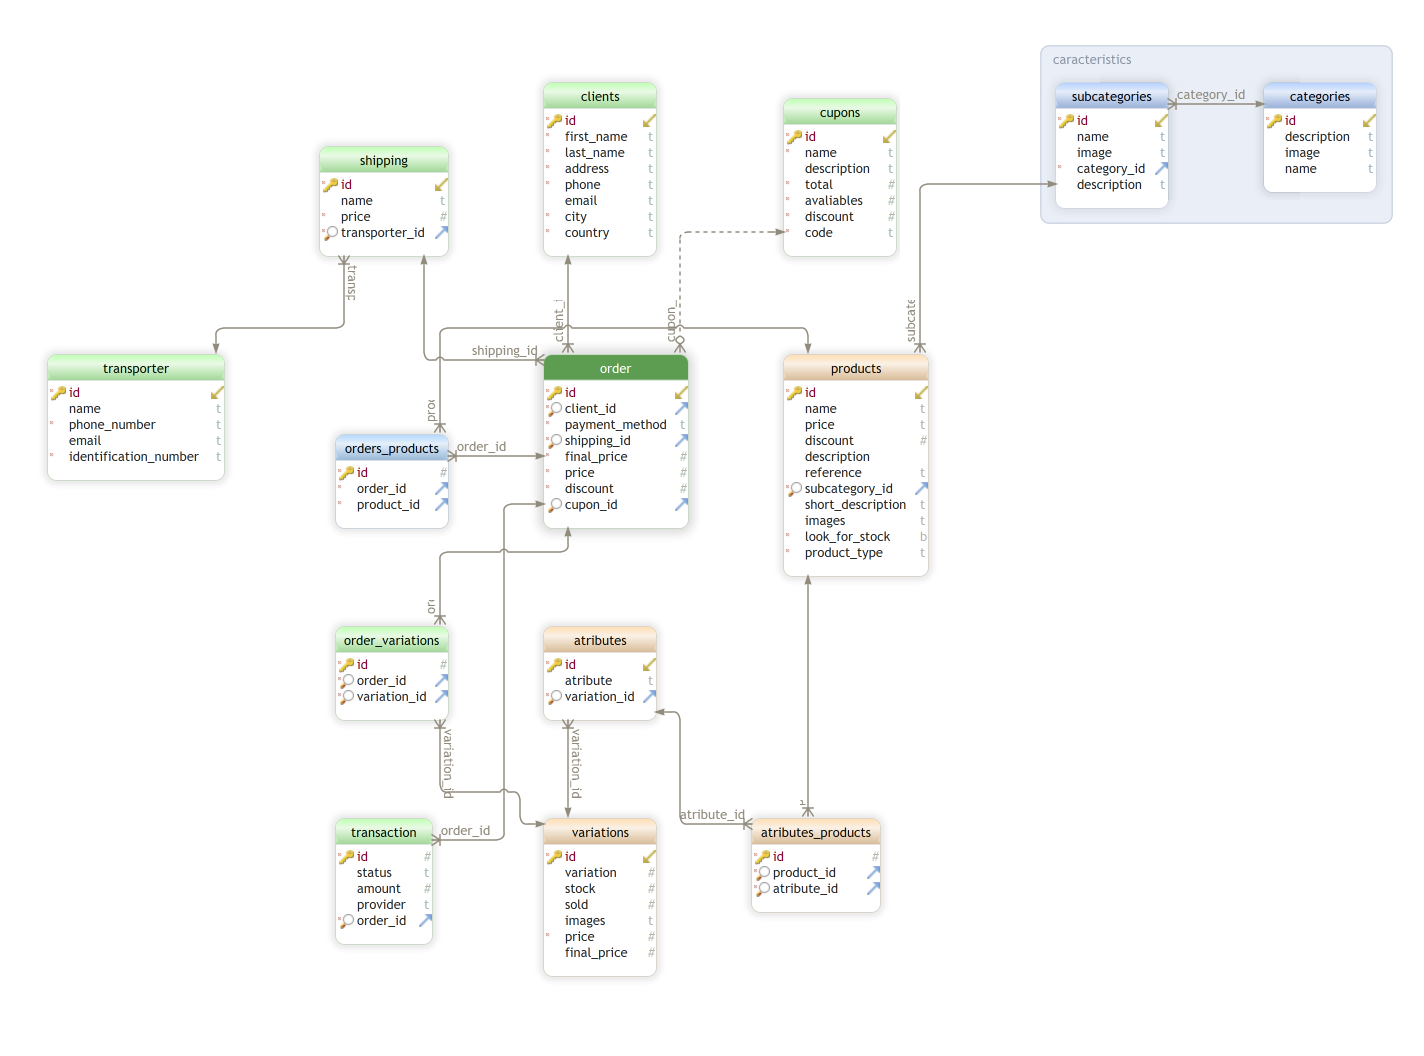 caracteristics
subcategories
id
name t
image t
category_id
description t
category_id
categories
id
description t
image t
name t
clients
id
first_name t
last_name t
address t
phone t
email t
city t
country t
cupons
id
name t
description t
total #
avaliables #
discount #
code t
shipping
id
name t
price #
transporter_id
transp
client_i
cupon_
subcate
shipping_id
transporter
id
name t
phone_number t
email t
identification_number t
order
id
client_id
payment_method t
shipping_id
final_price #
price #
discount #
cupon_id
products
id
name t
price t
discount #
description
reference t
subcategory_id
short_description t
images t
look_for_stock b
product_type t
proc
orders_products
id #
order_id
product_id
order_id
ord
order_variations
id #
order_id
variation_id
atributes
id
atribute t
variation_id
variation_id
variation_id
transaction
id #
status t
amount #
provider t
order_id
order_id
variations
id
variation #
stock #
sold #
images t
price #
final_price #
atribute_id
atributes_products
id #
product_id
atribute_id